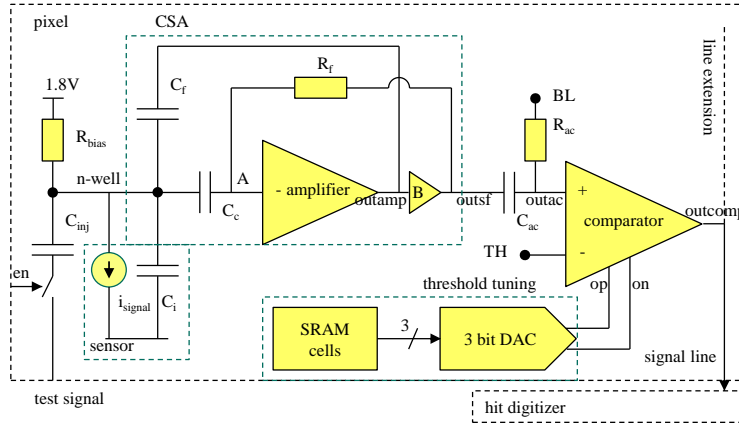 pixel
CSA
line extension
1.8V
Cf
Rf
BL
Rbias
Rac
n-well
A
- amplifier
B
+
comparator
-
outamp
outsf
outac
outcomp
Cinj
Cc
Cac
TH
en
isignal
Ci
threshold tuning
op
on
SRAM
cells
3
3 bit DAC
sensor
signal line
test signal
hit digitizer